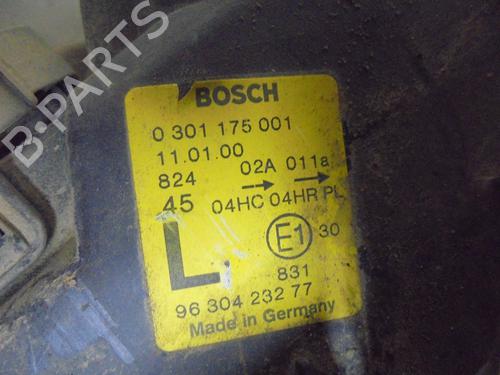 B-PARTS
BOSCH
0 301 175 001
11.01.00
824 02A 011a
45 04HC 04HR PL
L E1 30
831
96 304 232 77
Made in Germany